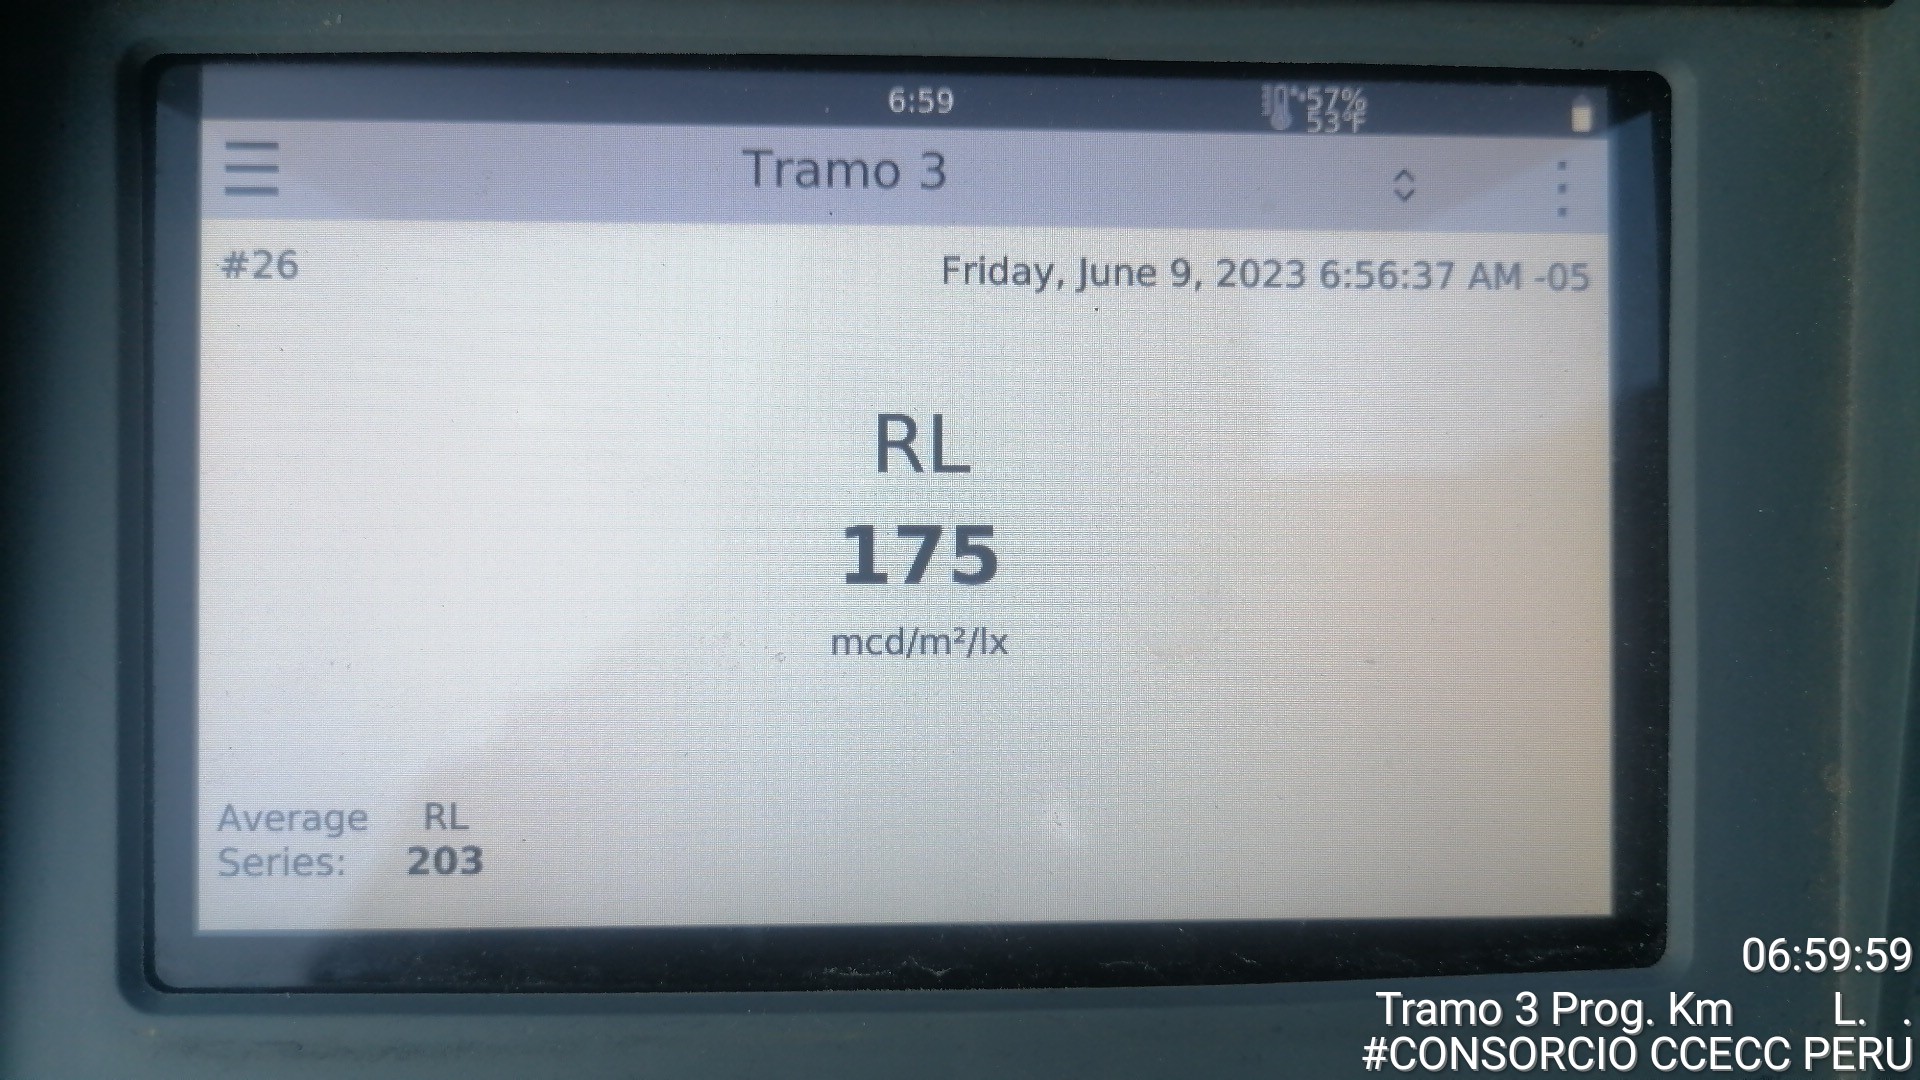 6:59
57%
53°F
Tramo 3
#26
Friday, June 9, 2023 6:56:37 AM -05
RL
175
mcd/m²/lx
Average RL
Series: 203
06:59:59
Tramo 3 Prog. Km L. .
#CONSORCIO CCECC PERU